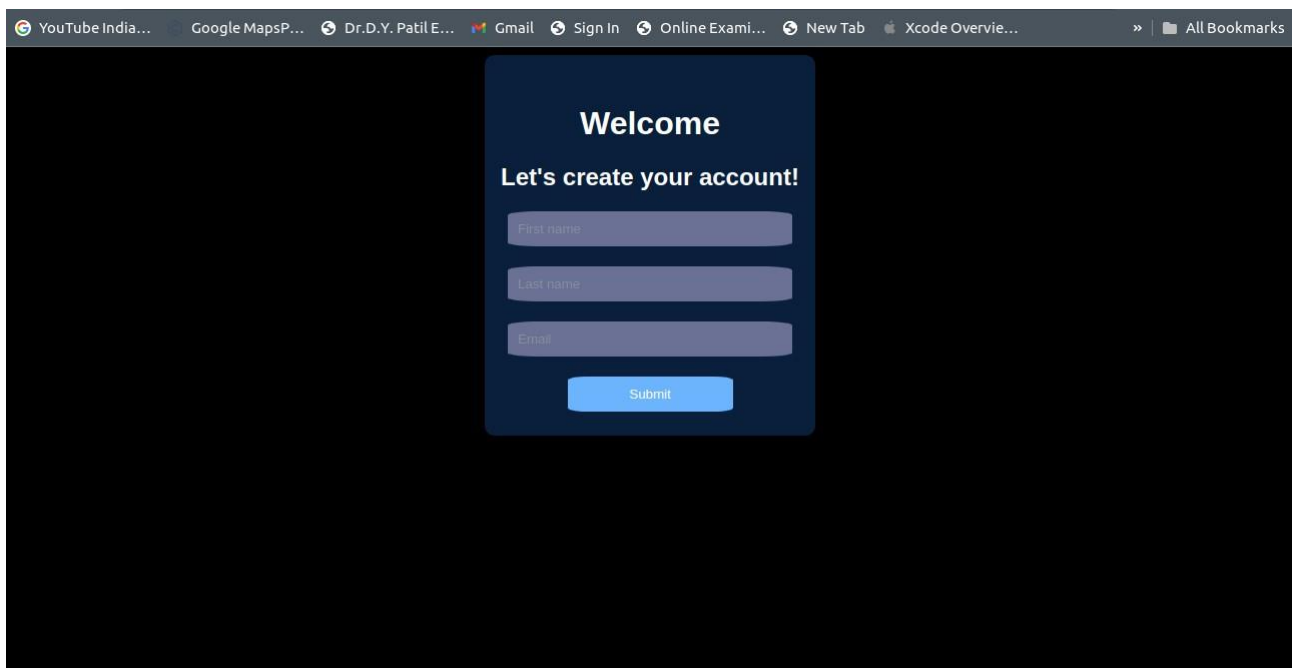 YouTube India... Google MapsP... Dr.D.Y. Patil E... Gmail Sign In Online Exami... New Tab Xcode Overvie... » All Bookmarks
Welcome
Let's create your account!
First name
Last name
Email
Submit